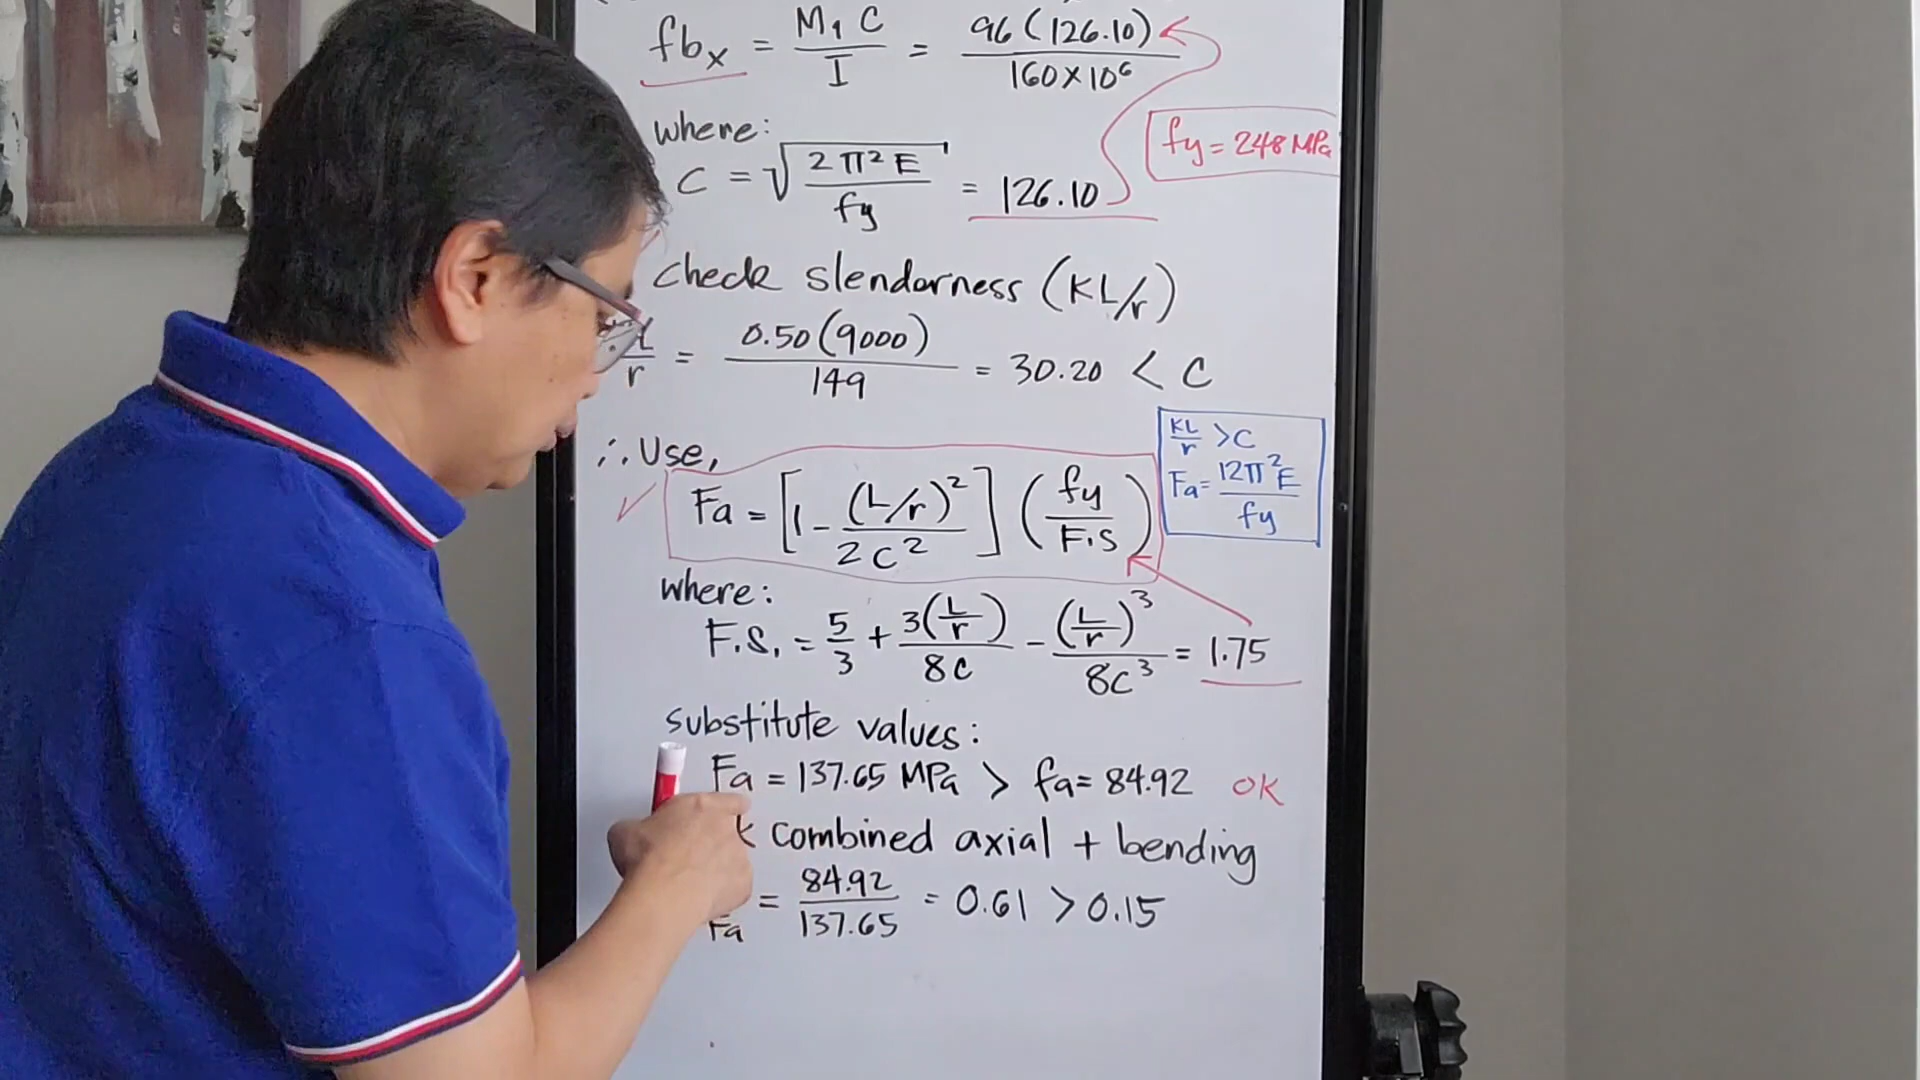 fbx = M1 C / I = 96 (126.10) / 160 x 10⁶
where:
C = √(2 π² E / fy) = 126.10
fy = 248 MPa
check slenderness (KL/r)
L/r = 0.50 (9000) / 149 = 30.20 < C
∴ Use,
Fa = [1 - (L/r)² / 2C²] (fy / F.S)
KL/r > C
Fa = 12π²E / fy
where:
F.S. = 5/3 + 3(L/r) / 8C - (L/r)³ / 8C³ = 1.75
substitute values:
Fa = 137.65 MPa > fa = 84.92 OK
combined axial + bending
Fa = 84.92 / 137.65 = 0.61 > 0.15